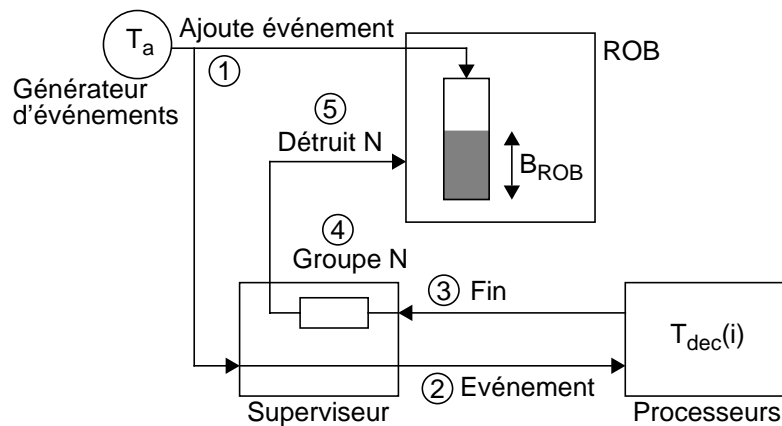 Ta
Ajoute événement
ROB
1
Générateur
d'événements
5
Détruit N
BROB
4
Groupe N
3 Fin
Tdec(i)
2 Evénement
Superviseur
Processeurs